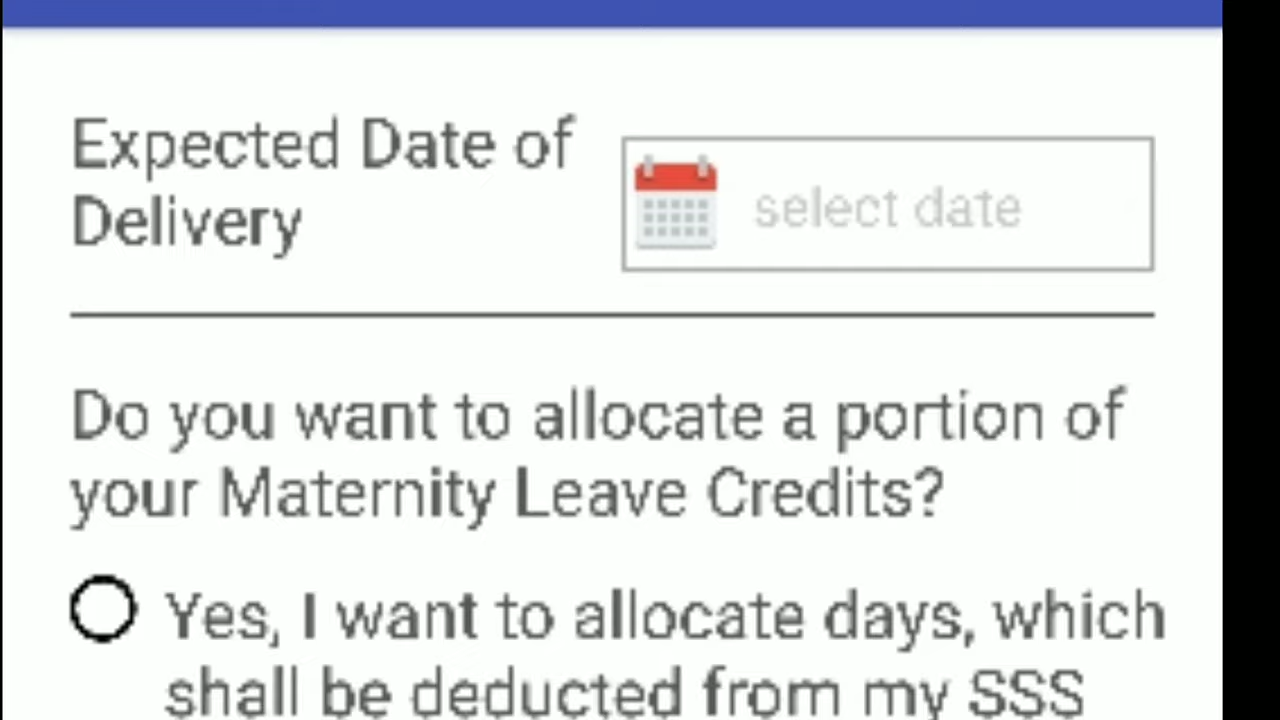 Expected Date of
Delivery
select date
Do you want to allocate a portion of
your Maternity Leave Credits?
Yes, I want to allocate days, which
shall be deducted from my SSS